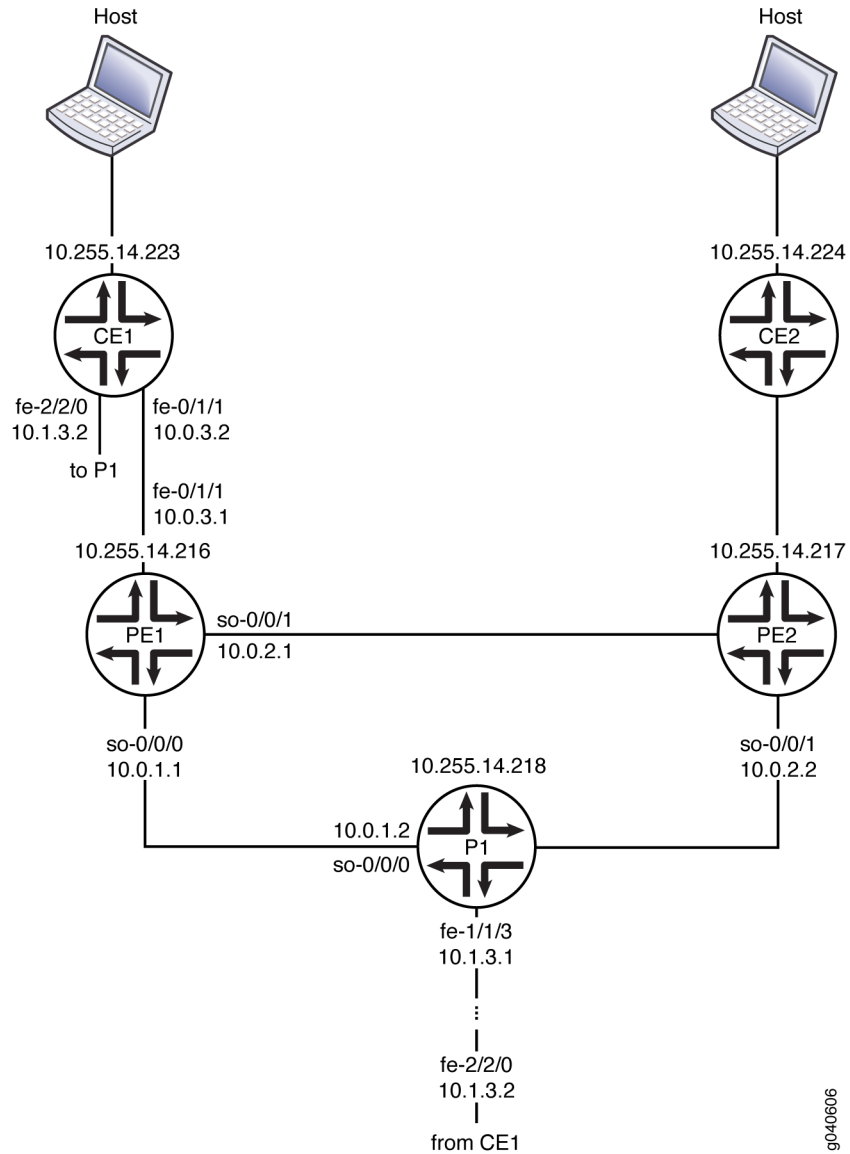 Host
Host
10.255.14.223
10.255.14.224
CE1
CE2
fe-2/2/0
10.1.3.2
fe-0/1/1
10.0.3.2
to P1
fe-0/1/1
10.0.3.1
10.255.14.216
10.255.14.217
PE1
so-0/0/1
10.0.2.1
PE2
so-0/0/0
10.0.1.1
so-0/0/1
10.0.2.2
10.255.14.218
10.0.1.2
so-0/0/0
P1
fe-1/1/3
10.1.3.1
fe-2/2/0
10.1.3.2
from CE1
g040606